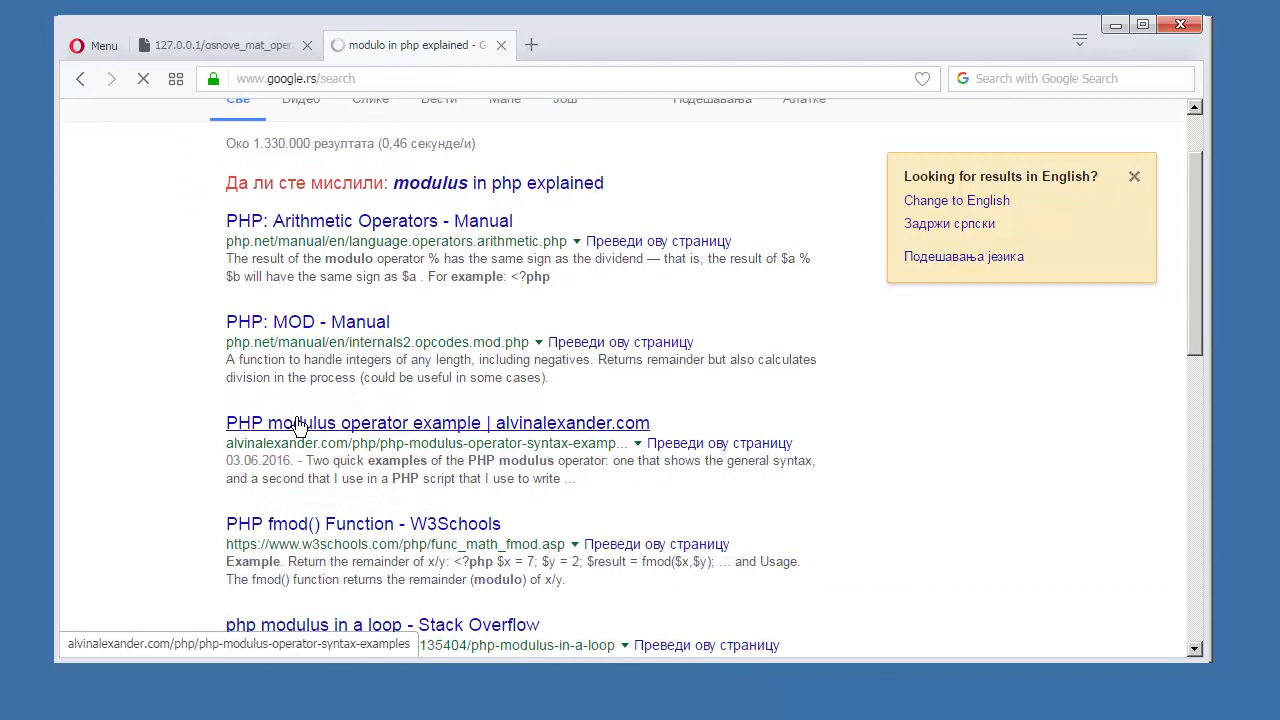 Menu
127.0.0.1/osnove_mat_oper
modulo in php explained - G
www.google.rs/search
Search with Google Search
Све Видео Слике Вести Мапе Још Подешавања Алатке
Око 1.330.000 резултата (0,46 секунде/и)
Да ли сте мислили: modulus in php explained
PHP: Arithmetic Operators - Manual
php.net/manual/en/language.operators.arithmetic.php Преведи ову страницу
The result of the modulo operator % has the same sign as the dividend — that is, the result of $a %
$b will have the same sign as $a . For example: <?php
PHP: MOD - Manual
php.net/manual/en/internals2.opcodes.mod.php Преведи ову страницу
A function to handle integers of any length, including negatives. Returns remainder but also calculates
division in the process (could be useful in some cases).
PHP modulus operator example | alvinalexander.com
alvinalexander.com/php/php-modulus-operator-syntax-examp... Преведи ову страницу
03.06.2016. - Two quick examples of the PHP modulus operator: one that shows the general syntax,
and a second that I use in a PHP script that I use to write ...
PHP fmod() Function - W3Schools
https://www.w3schools.com/php/func_math_fmod.asp Преведи ову страницу
Example. Return the remainder of x/y: <?php $x = 7; $y = 2; $result = fmod($x,$y); ... and Usage.
The fmod() function returns the remainder (modulo) of x/y.
php modulus in a loop - Stack Overflow
135404/php-modulus-in-a-loop Преведи ову страницу
alvinalexander.com/php/php-modulus-operator-syntax-examples
Looking for results in English?
Change to English
Задржи српски
Подешавања језика